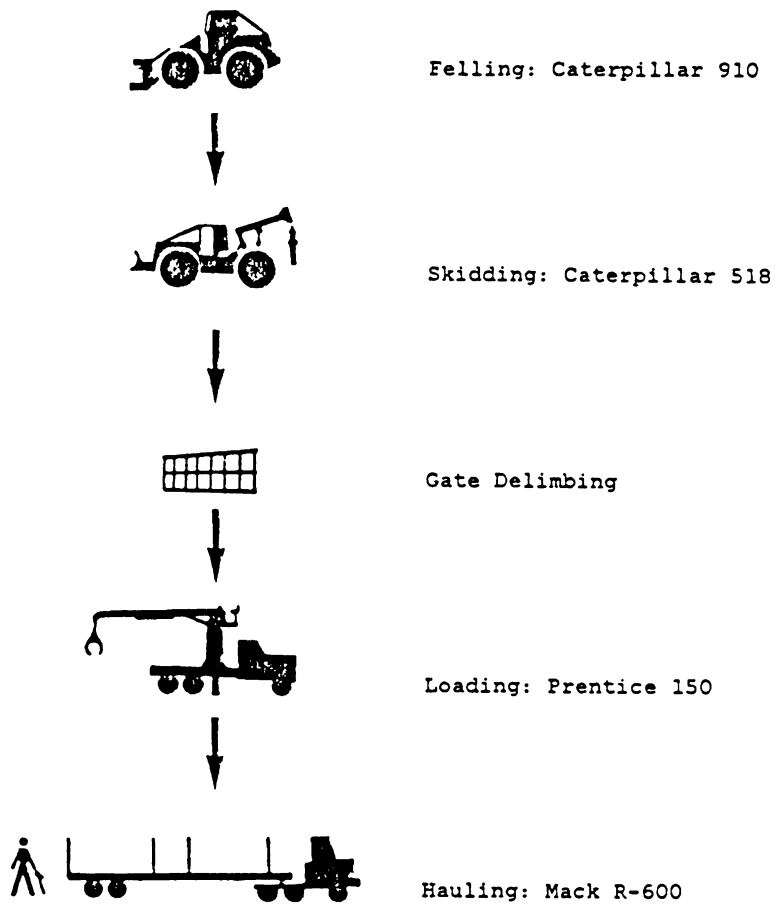 Felling: Caterpillar 910
Skidding: Caterpillar 518
Gate Delimbing
Loading: Prentice 150
Hauling: Mack R-600